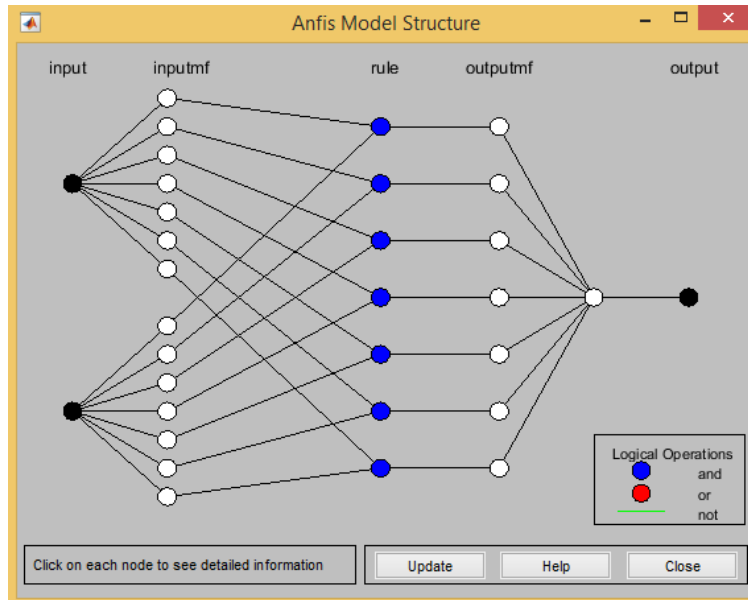 Anfis Model Structure
input inputmf rule outputmf output
Logical Operations
and
or
not
Click on each node to see detailed information
Update Help Close